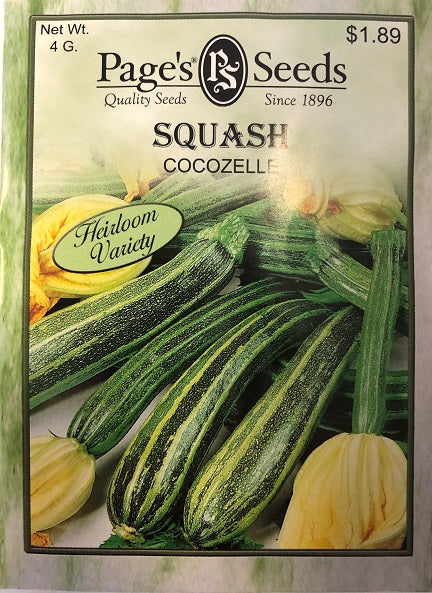 Net Wt.
4 G.
$1.89
Page's® PS Seeds
Quality Seeds Since 1896
SQUASH
COCOZELLE
Heirloom
Variety